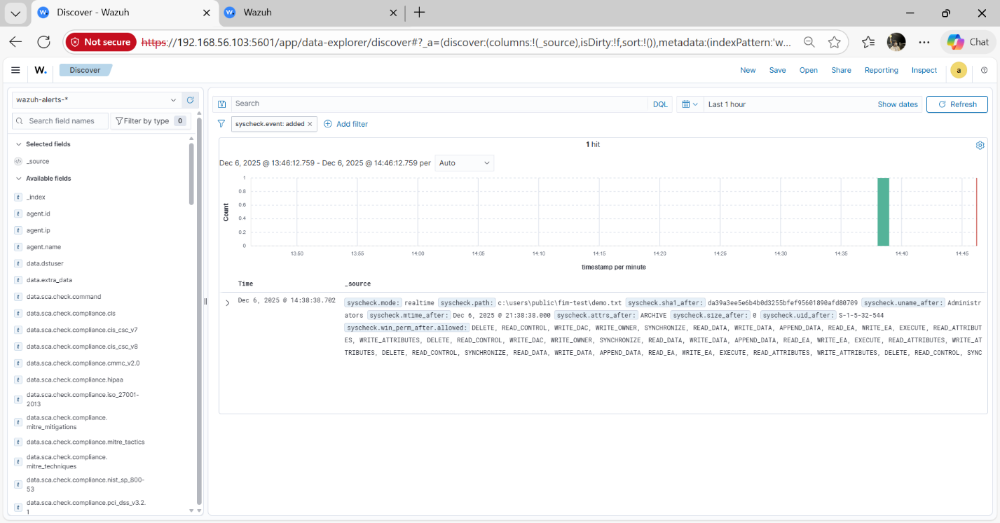 Discover - Wazuh
Wazuh
Not secure https://192.168.56.103:5601/app/data-explorer/discover#?_a=(discover:(columns:!(_source),isDirty:!f,sort:!()),metadata:(indexPattern:'w...
Chat
W. Discover New Save Open Share Reporting Inspect a
wazuh-alerts-*
Search DQL Last 1 hour Show dates Refresh
Search field names Filter by type 0
syscheck.event: added Add filter
Selected fields
_source
Available fields
_index
agent.id
agent.ip
agent.name
data.dstuser
data.extra_data
data.sca.check.command
data.sca.check.compliance.cis
data.sca.check.compliance.cis_csc_v7
data.sca.check.compliance.cis_csc_v8
data.sca.check.compliance.cmmc_v2.0
data.sca.check.compliance.hipaa
data.sca.check.compliance.iso_27001-
2013
data.sca.check.compliance.
mitre_mitigations
data.sca.check.compliance.mitre_tactics
data.sca.check.compliance.
mitre_techniques
data.sca.check.compliance.nist_sp_800-
53
data.sca.check.compliance.pci_dss_v3.2.
1
1 hit
Dec 6, 2025 @ 13:46:12.759 - Dec 6, 2025 @ 14:46:12.759 per Auto
Count
1
0.8
0.6
0.4
0.2
0
13:50 13:55 14:00 14:05 14:10 14:15 14:20 14:25 14:30 14:35 14:40 14:45
timestamp per minute
Time _source
Dec 6, 2025 @ 14:38:38.702 syscheck.mode: realtime syscheck.path: c:\users\public\fim-test\demo.txt syscheck.sha1_after: da39a3ee5e6b4b0d3255bfef95601890afd80709 syscheck.uname_after: Administr
ators syscheck.mtime_after: Dec 6, 2025 @ 21:38:38.000 syscheck.attrs_after: ARCHIVE syscheck.size_after: 0 syscheck.uid_after: S-1-5-32-544
syscheck.win_perm_after.allowed: DELETE, READ_CONTROL, WRITE_DAC, WRITE_OWNER, SYNCHRONIZE, READ_DATA, WRITE_DATA, APPEND_DATA, READ_EA, WRITE_EA, EXECUTE, READ_ATTRIBUT
ES, WRITE_ATTRIBUTES, DELETE, READ_CONTROL, WRITE_DAC, WRITE_OWNER, SYNCHRONIZE, READ_DATA, WRITE_DATA, APPEND_DATA, READ_EA, WRITE_EA, EXECUTE, READ_ATTRIBUTES, WRITE_AT
TRIBUTES, DELETE, READ_CONTROL, SYNCHRONIZE, READ_DATA, WRITE_DATA, APPEND_DATA, READ_EA, WRITE_EA, EXECUTE, READ_ATTRIBUTES, WRITE_ATTRIBUTES, DELETE, READ_CONTROL, SYNC